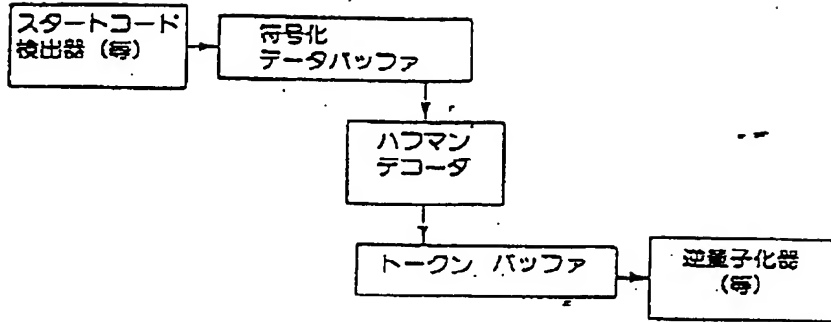 スタートコード
検出器（毎）
符号化
データバッファ
ハフマン
デコーダ
トークン バッファ
逆量子化器
（毎）